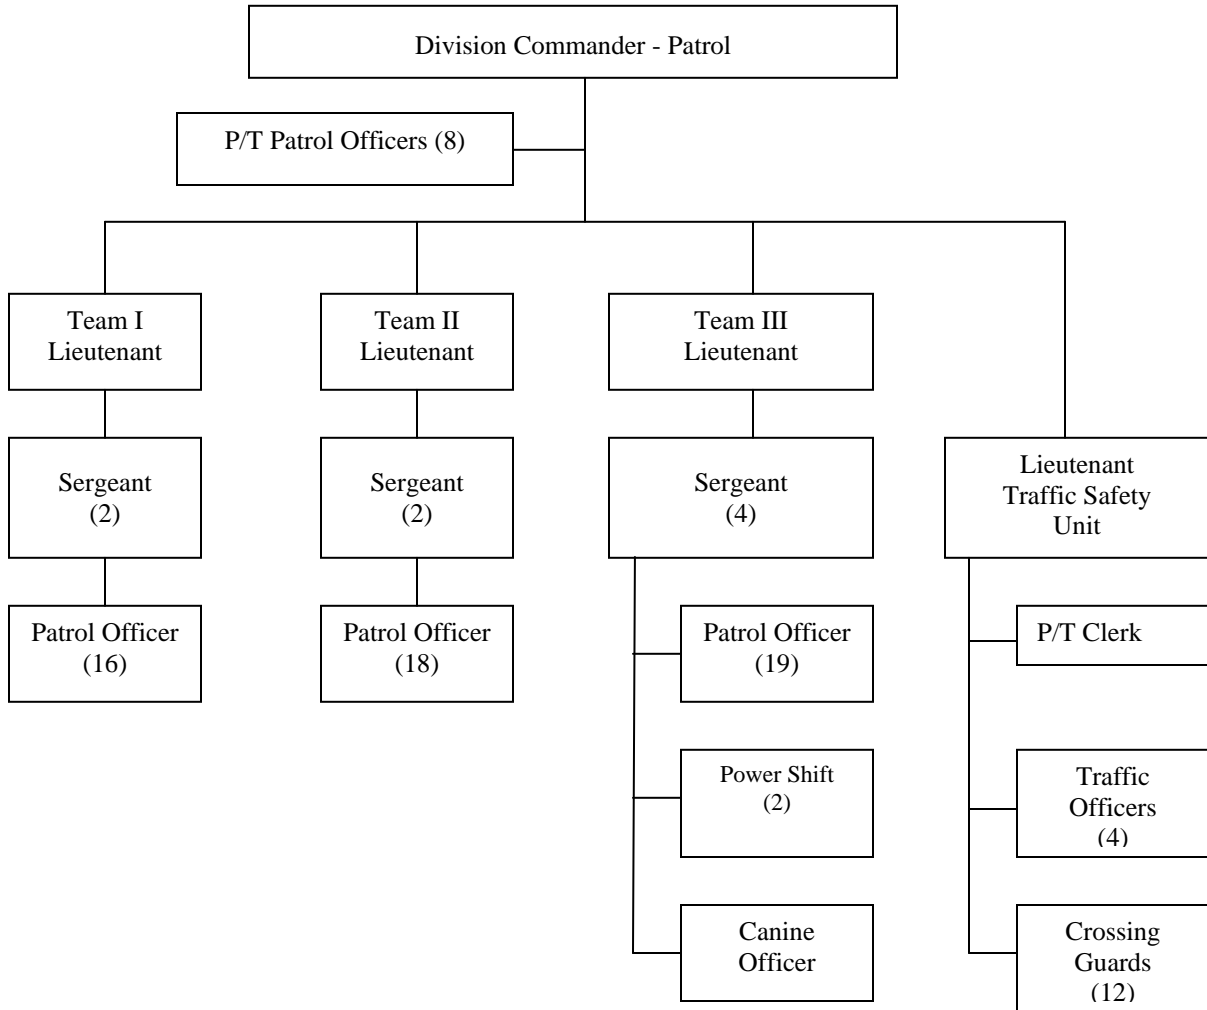 Division Commander - Patrol
P/T Patrol Officers (8)
Team I
Lieutenant
Team II
Lieutenant
Team III
Lieutenant
Sergeant
(2)
Sergeant
(2)
Sergeant
(4)
Lieutenant
Traffic Safety
Unit
Patrol Officer
(16)
Patrol Officer
(18)
Patrol Officer
(19)
P/T Clerk
Power Shift
(2)
Traffic
Officers
(4)
Canine
Officer
Crossing
Guards
(12)